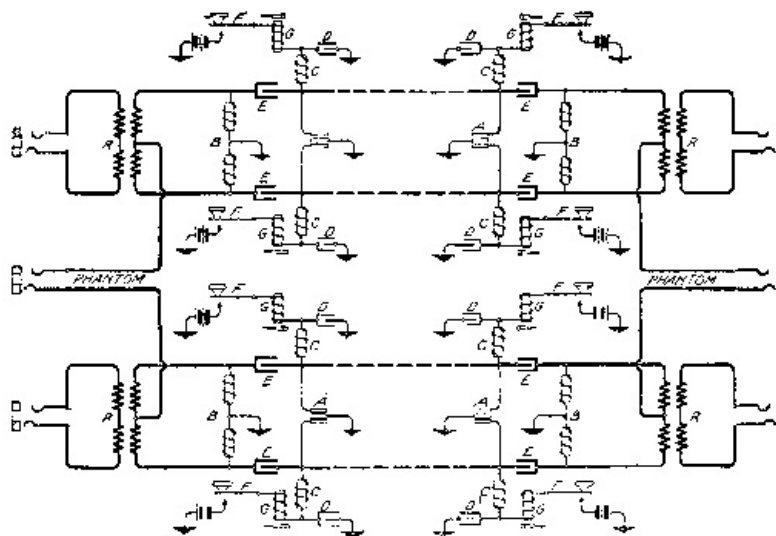 F G D D G F
C C
E E
R B A B R
E E
F C D D C F
G G
PHANTOM PHANTOM
F G D D G F
C C
E E
R B A A B R
E E
F G C D D G F